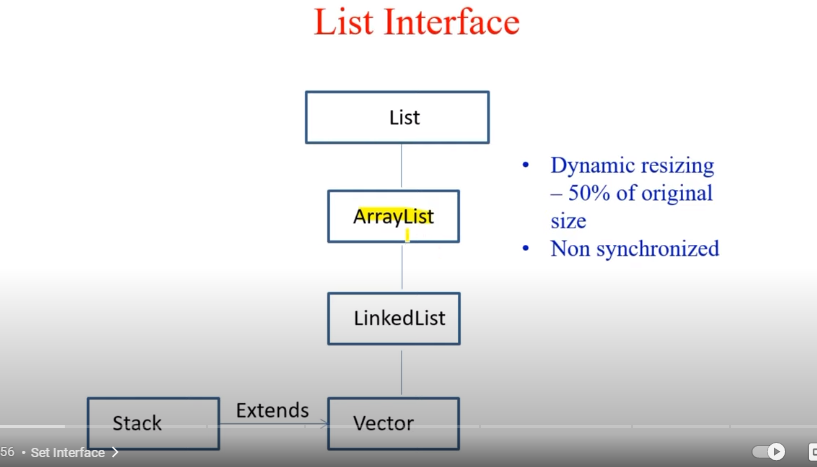 List Interface
List
ArrayList
• Dynamic resizing
– 50% of original
size
• Non synchronized
LinkedList
Stack
Extends
Vector
56 • Set Interface